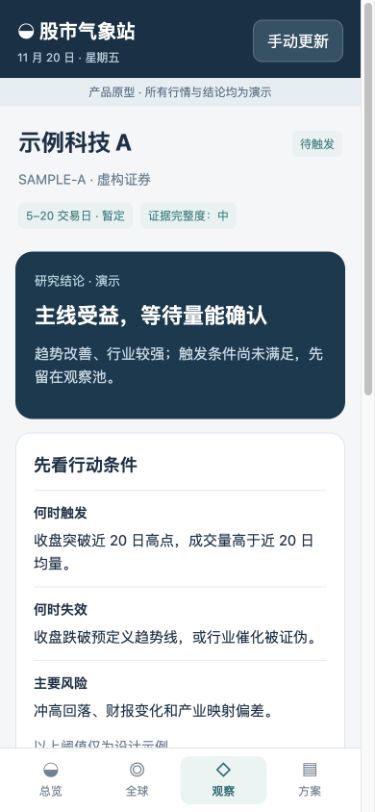 股市气象站
11 月 20 日 · 星期五
手动更新
产品原型 · 所有行情与结论均为演示
示例科技 A
待触发
SAMPLE-A · 虚构证券
5–20 交易日 · 暂定
证据完整度：中
研究结论 · 演示
主线受益，等待量能确认
趋势改善、行业较强；触发条件尚未满足，先
留在观察池。
先看行动条件
何时触发
收盘突破近 20 日高点，成交量高于近 20 日
均量。
何时失效
收盘跌破预定义趋势线，或行业催化被证伪。
主要风险
冲高回落、财报变化和产业映射偏差。
以上阈值仅为设计示例
总览
全球
观察
方案